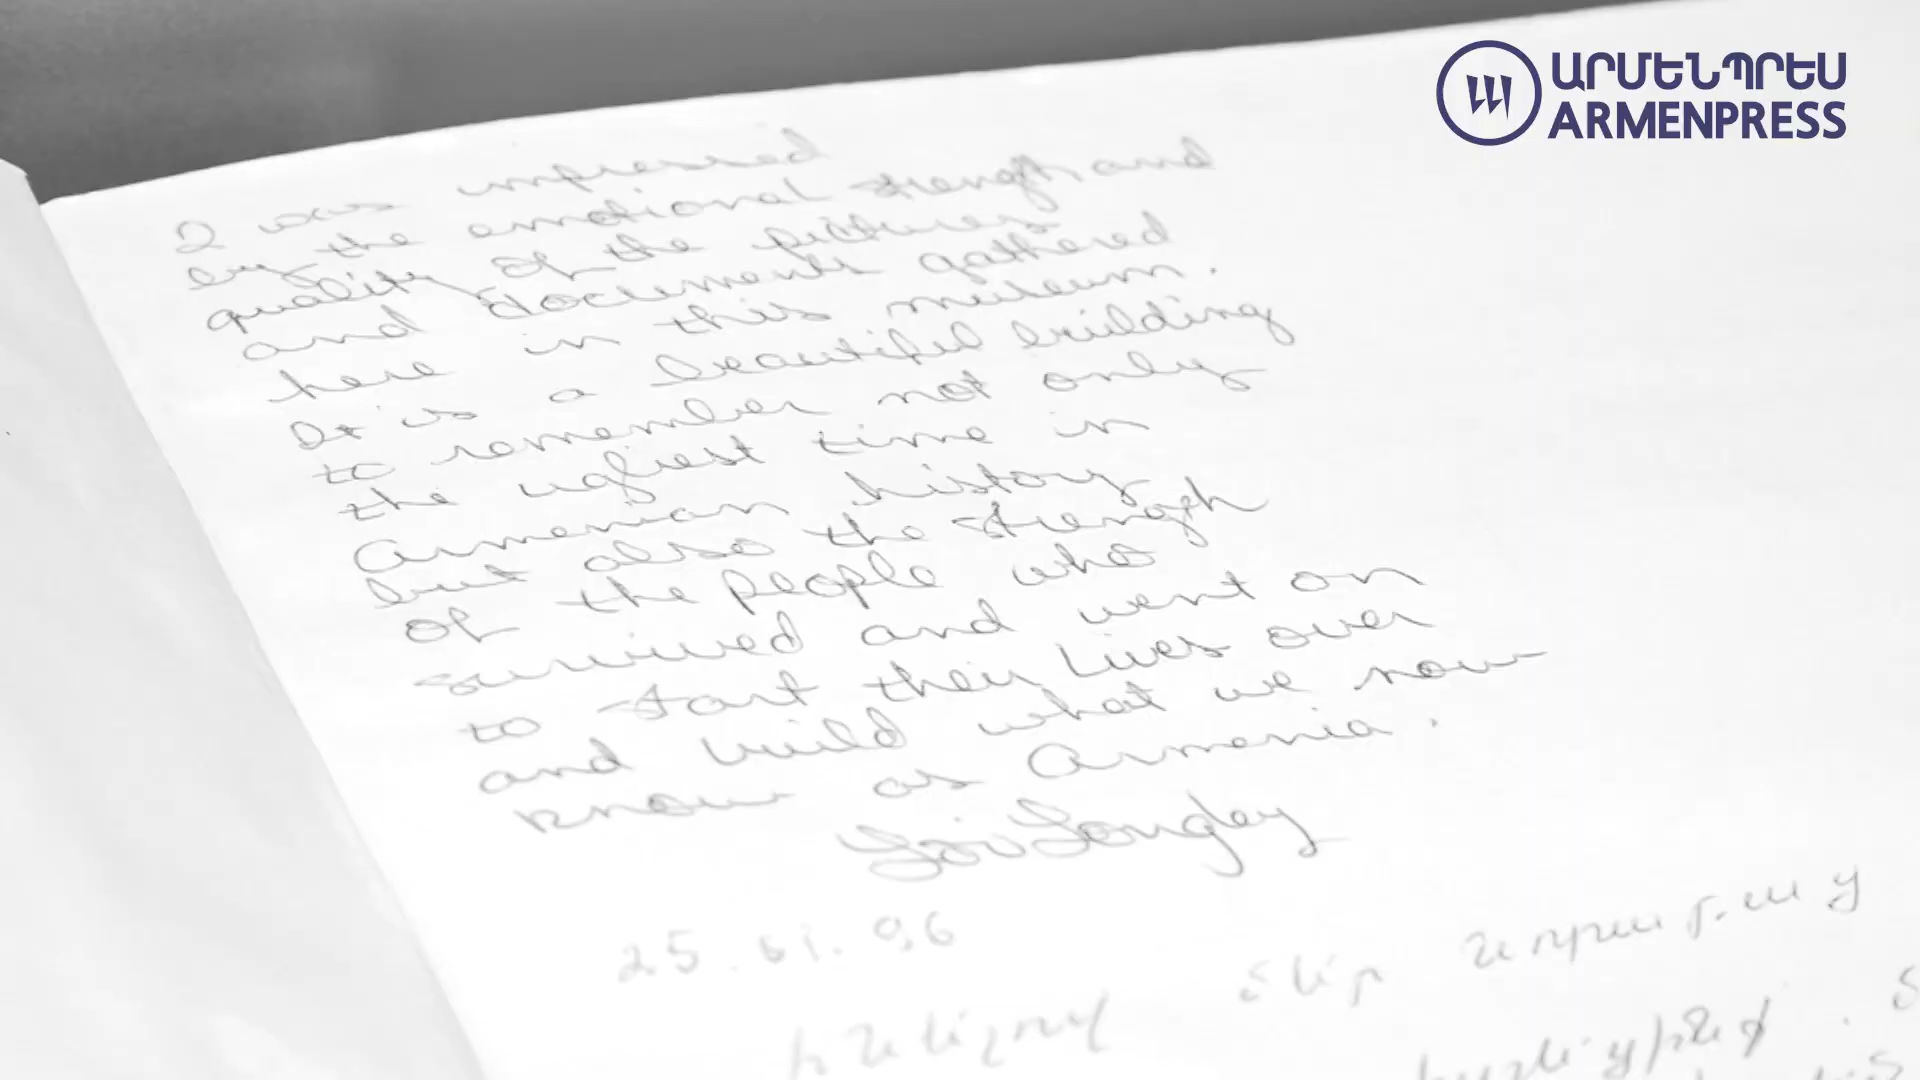 ԱՐՄԵՆՊՐԵՍ
ARMENPRESS
I was impressed
by the emotional strength and
quality of the pictures
and documents gathered
here in this museum.
It is a beautiful building
to remember not only
the ugliest time in
Armenian history
but also the strength
of the people who
survived and went on
to start their lives over
and build what we now
know as Armenia.
Longley
25. 96
մեր